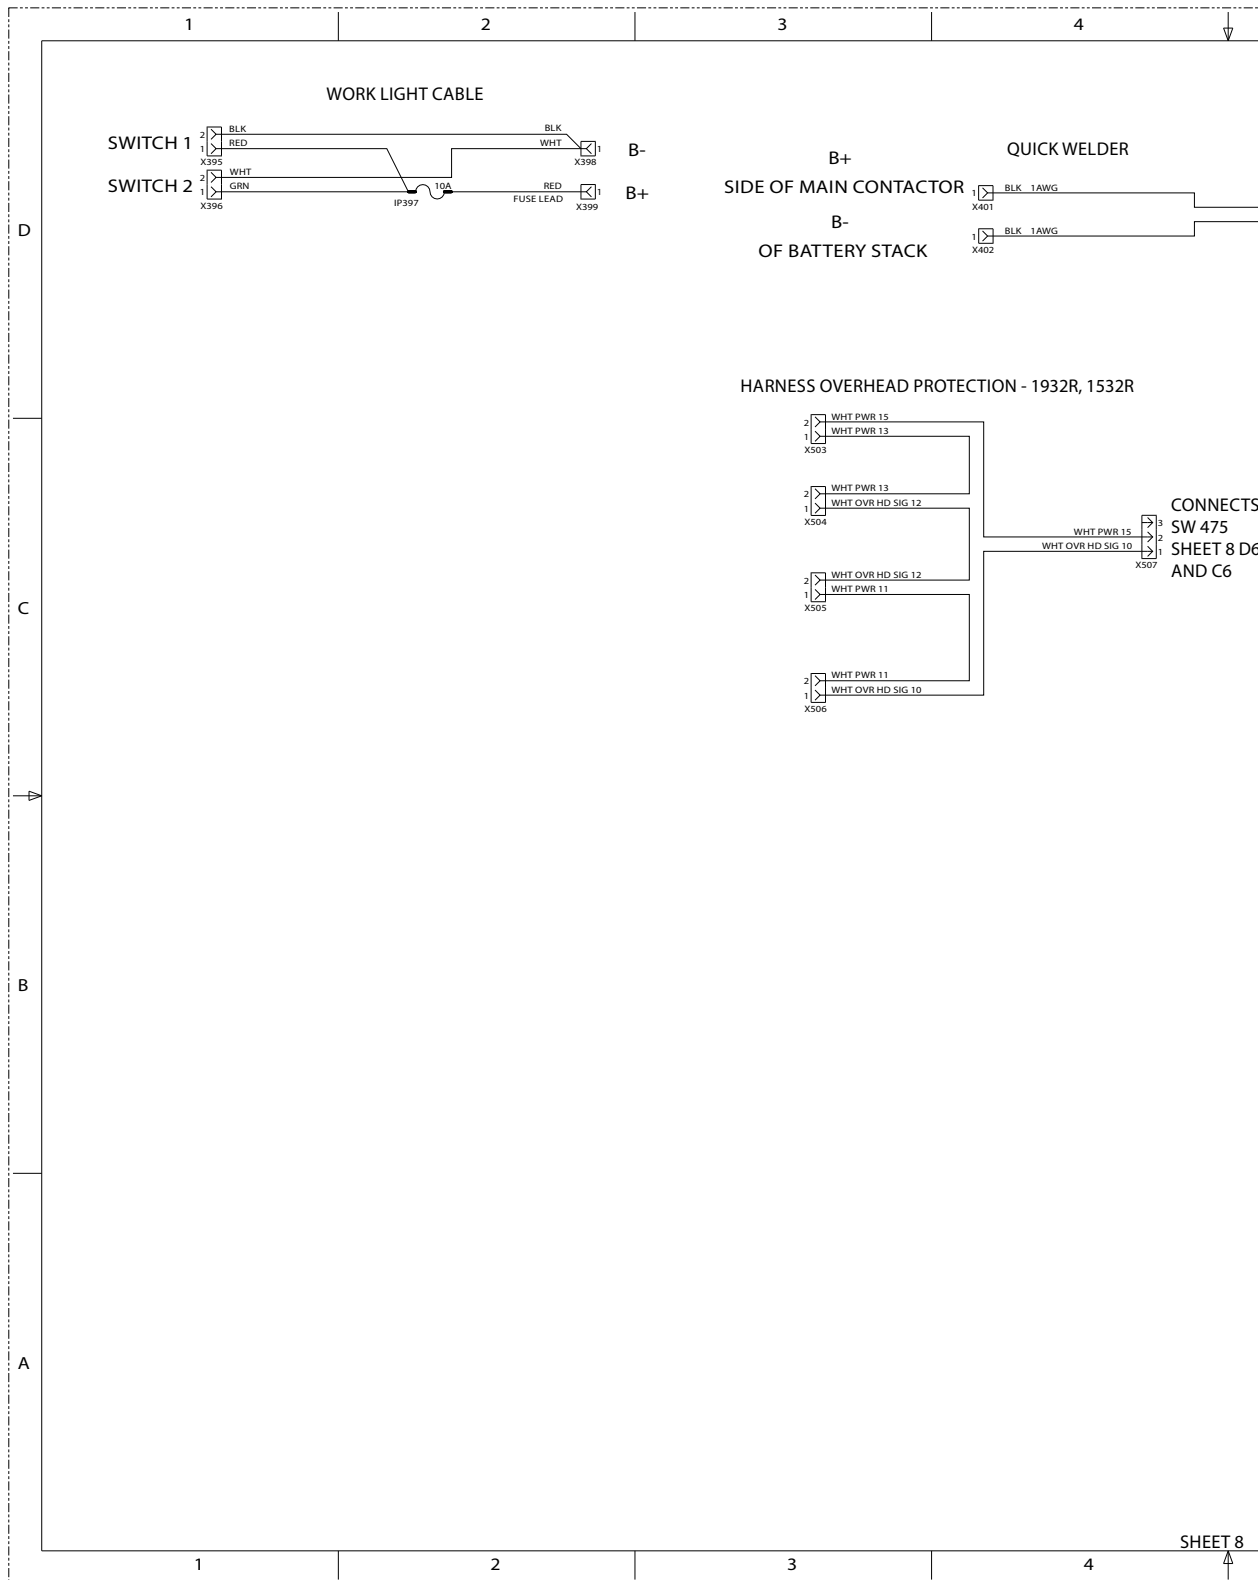 1 2 3 4
WORK LIGHT CABLE
SWITCH 1
2 BLK BLK
1 RED WHT 1
X395 X398
B-
SWITCH 2
2 WHT
1 GRN 10A RED 1
X396 IP397 FUSE LEAD X399
B+
QUICK WELDER
B+
SIDE OF MAIN CONTACTOR
1 BLK 1AWG
X401
B-
OF BATTERY STACK
1 BLK 1AWG
X402
D
HARNESS OVERHEAD PROTECTION - 1932R, 1532R
2 WHT PWR 15
1 WHT PWR 13
X503
2 WHT PWR 13
1 WHT OVR HD SIG 12
X504
3
WHT PWR 15 2
WHT OVR HD SIG 10 1
X507
CONNECTS
SW 475
SHEET 8 D6
AND C6
2 WHT OVR HD SIG 12
1 WHT PWR 11
X505
C
2 WHT PWR 11
1 WHT OVR HD SIG 10
X506
B
A
SHEET 8
1 2 3 4